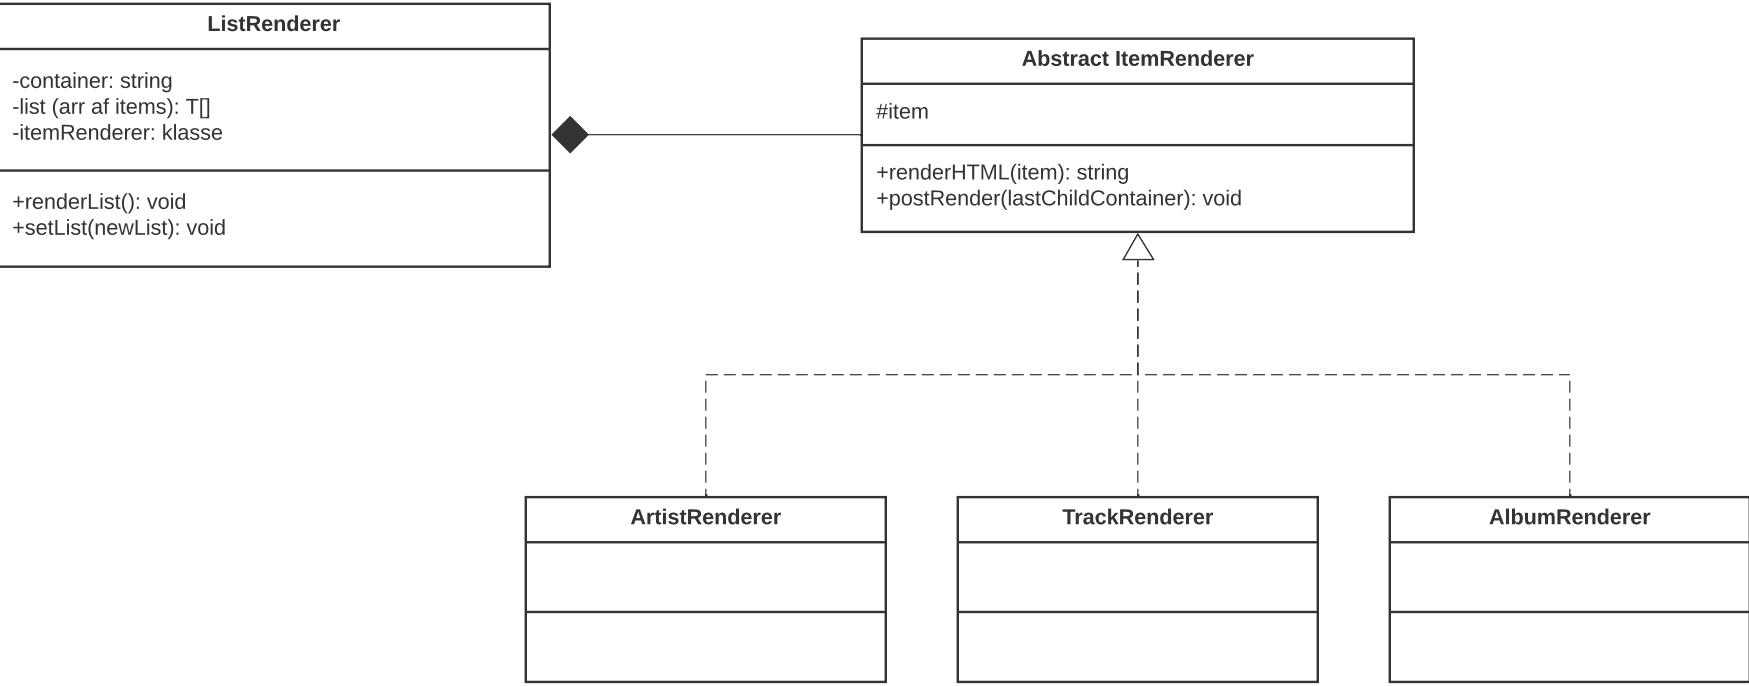 ListRenderer
-container: string
-list (arr af items): T[]
-itemRenderer: klasse
+renderList(): void
+setList(newList): void
Abstract ItemRenderer
#item
+renderHTML(item): string
+postRender(lastChildContainer): void
ArtistRenderer
TrackRenderer
AlbumRenderer